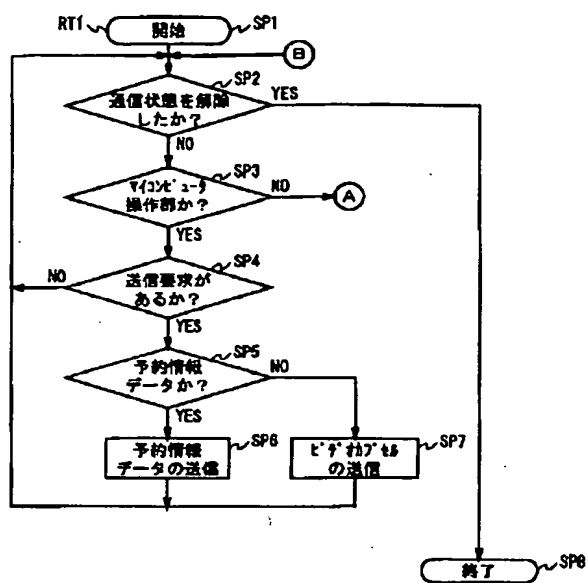 RT1
開始
SP1
B
SP2
通信状態を解除
したか？
YES
NO
SP3
マイコンピュータ
操作部か？
NO
A
YES
SP4
送信要求が
あるか？
NO
YES
SP5
予約情報
データか？
NO
YES
予約情報
データの送信
SP6
ビデオカプセル
の送信
SP7
終了
SP8